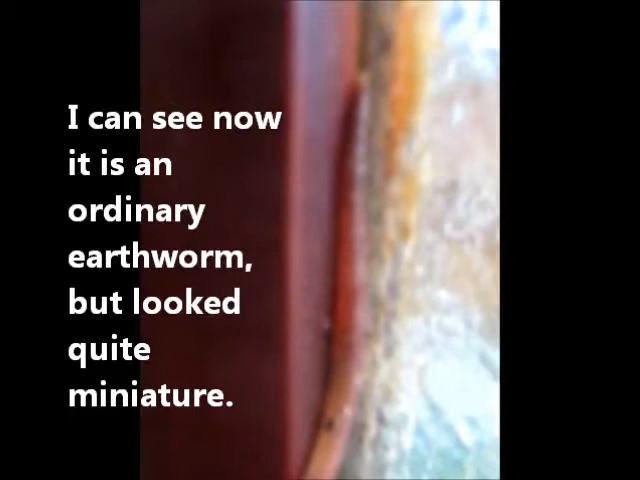 I can see now
it is an
ordinary
earthworm,
but looked
quite
miniature.